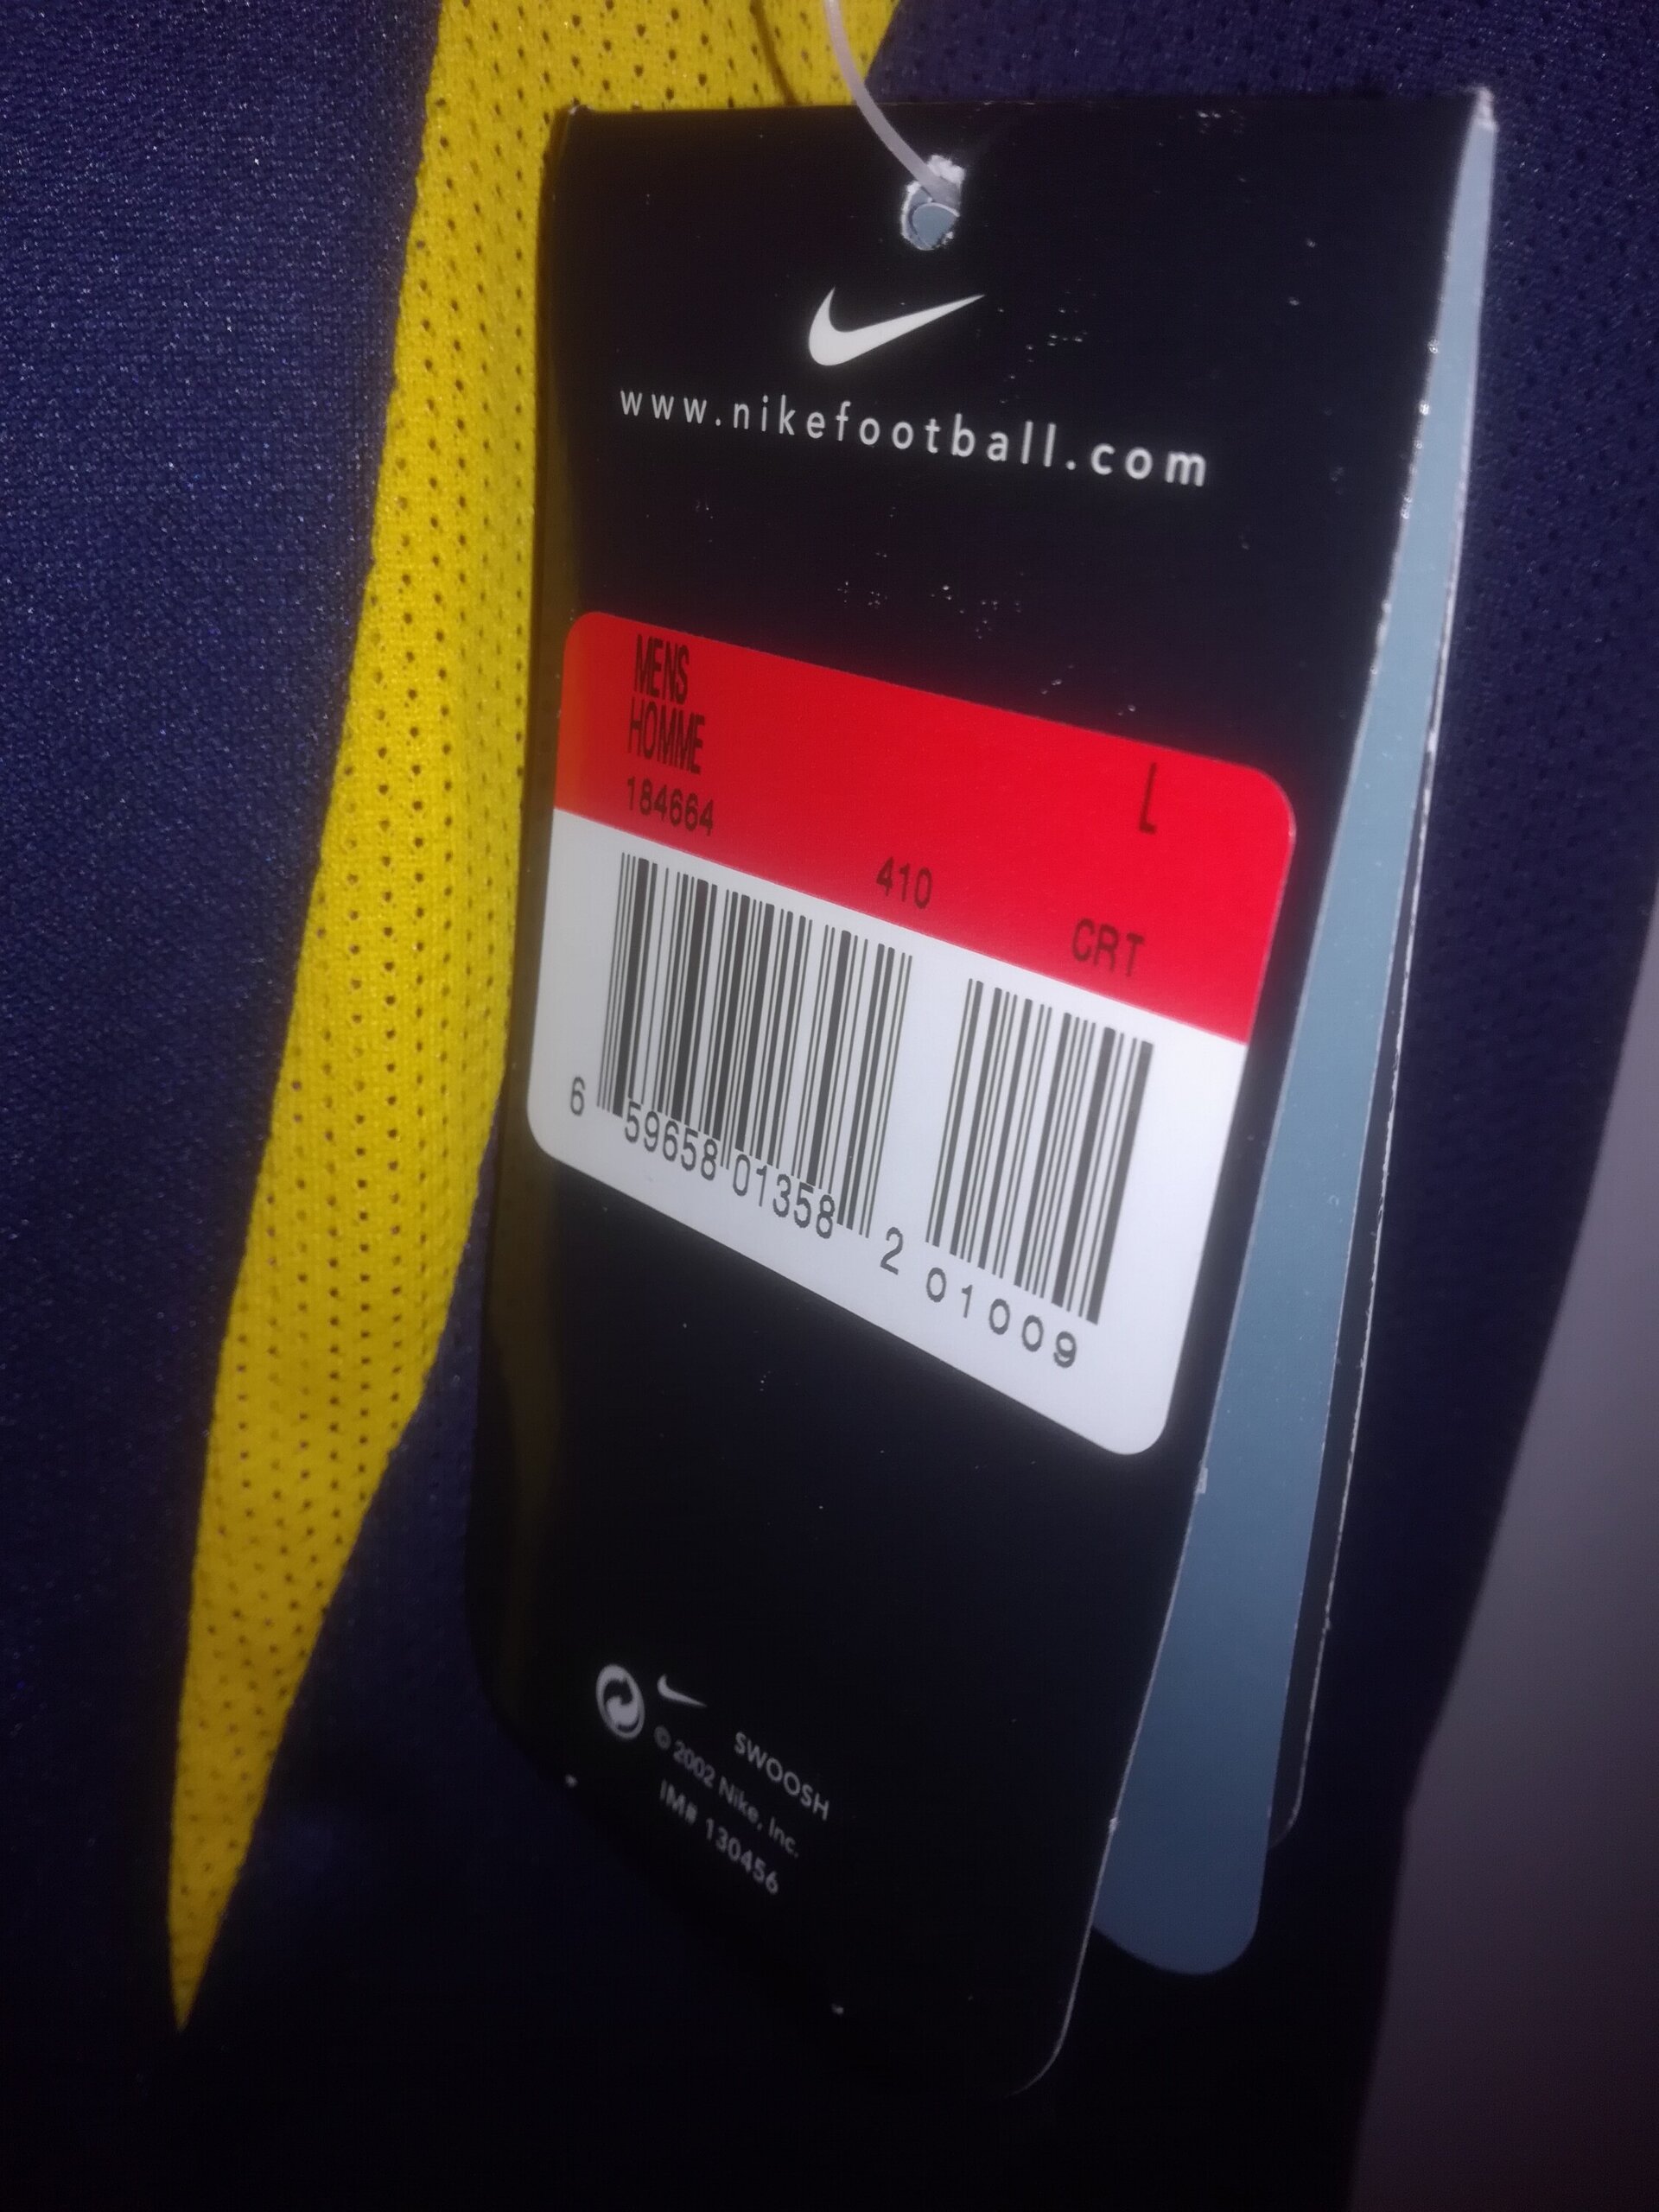 www.nikefootball.com
MENS
HOMME
L
184664 410 CRT
6 59658 01358 2 01009
SWOOSH
© 2002 Nike, Inc.
IM# 130456